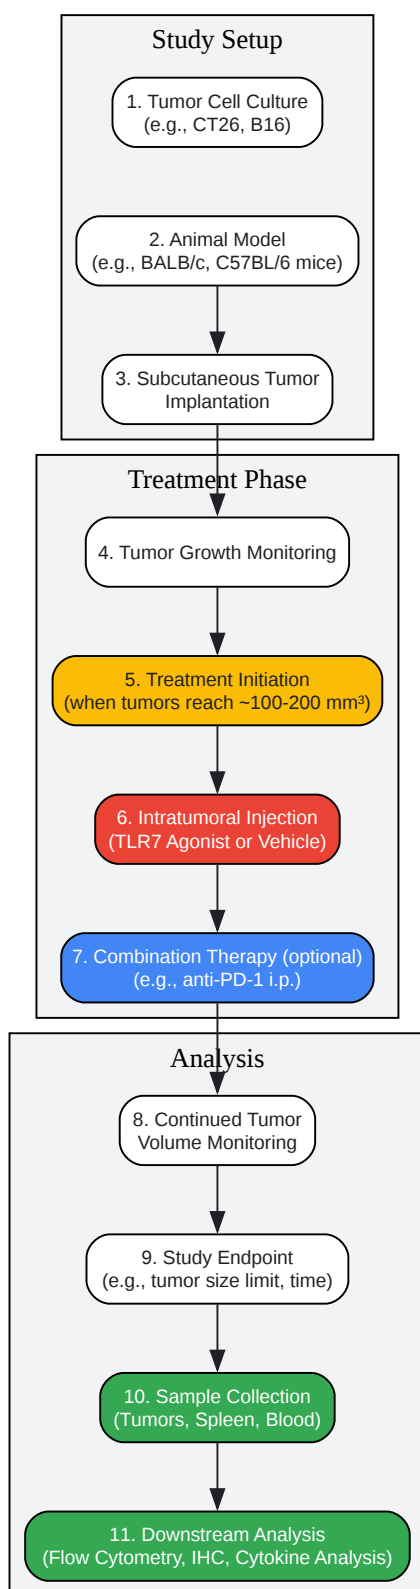 Study Setup
1. Tumor Cell Culture
(e.g., CT26, B16)
2. Animal Model
(e.g., BALB/c, C57BL/6 mice)
3. Subcutaneous Tumor
Implantation
Treatment Phase
4. Tumor Growth Monitoring
5. Treatment Initiation
(when tumors reach ~100-200 mm³)
6. Intratumoral Injection
(TLR7 Agonist or Vehicle)
7. Combination Therapy (optional)
(e.g., anti-PD-1 i.p.)
Analysis
8. Continued Tumor
Volume Monitoring
9. Study Endpoint
(e.g., tumor size limit, time)
10. Sample Collection
(Tumors, Spleen, Blood)
11. Downstream Analysis
(Flow Cytometry, IHC, Cytokine Analysis)